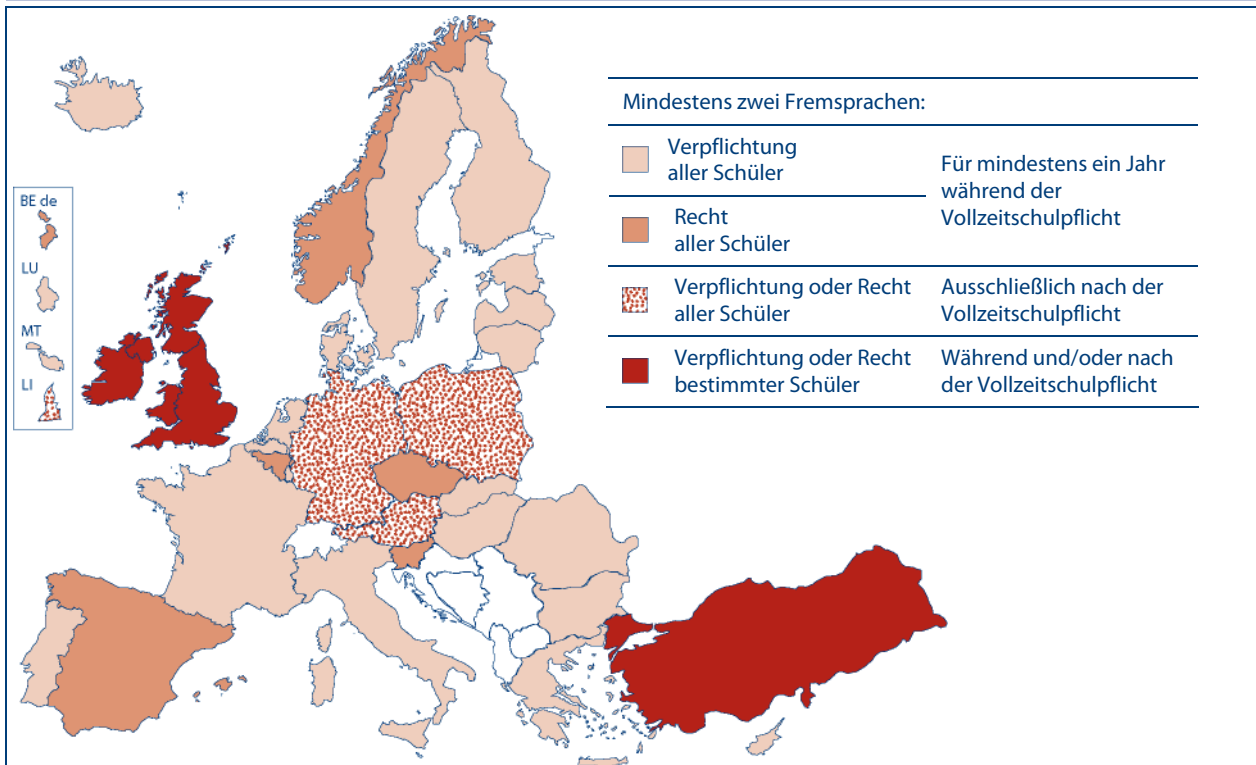 Mindestens zwei Fremsprachen:
Verpflichtung
aller Schüler
Für mindestens ein Jahr
während der
Vollzeitschulpflicht
Recht
aller Schüler
Verpflichtung oder Recht
aller Schüler
Ausschließlich nach der
Vollzeitschulpflicht
Verpflichtung oder Recht
bestimmter Schüler
Während und/oder nach
der Vollzeitschulpflicht
BE de
LU
MT
LI